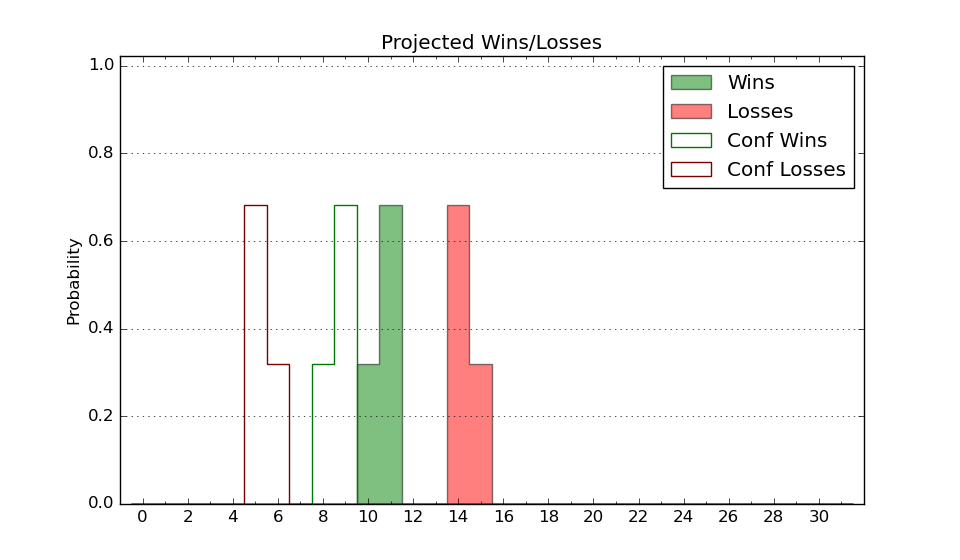 Projected Wins/Losses
1.0
0.8
0.6
0.4
0.2
0.0
Probability
Wins
Losses
Conf Wins
Conf Losses
0 2 4 6 8 10 12 14 16 18 20 22 24 26 28 30